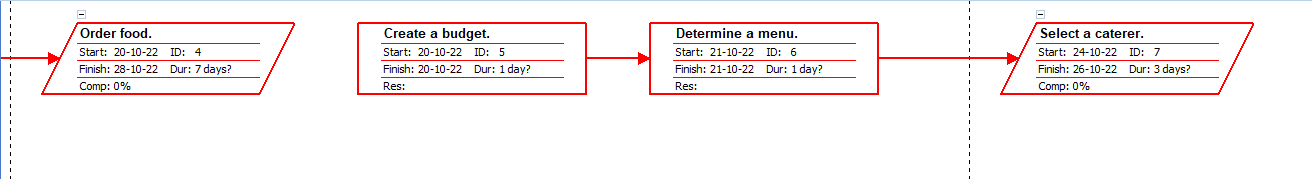 Order food.
Start: 20-10-22 ID: 4
Finish: 28-10-22 Dur: 7 days?
Comp: 0%
Create a budget.
Start: 20-10-22 ID: 5
Finish: 20-10-22 Dur: 1 day?
Res:
Determine a menu.
Start: 21-10-22 ID: 6
Finish: 21-10-22 Dur: 1 day?
Res:
Select a caterer.
Start: 24-10-22 ID: 7
Finish: 26-10-22 Dur: 3 days?
Comp: 0%